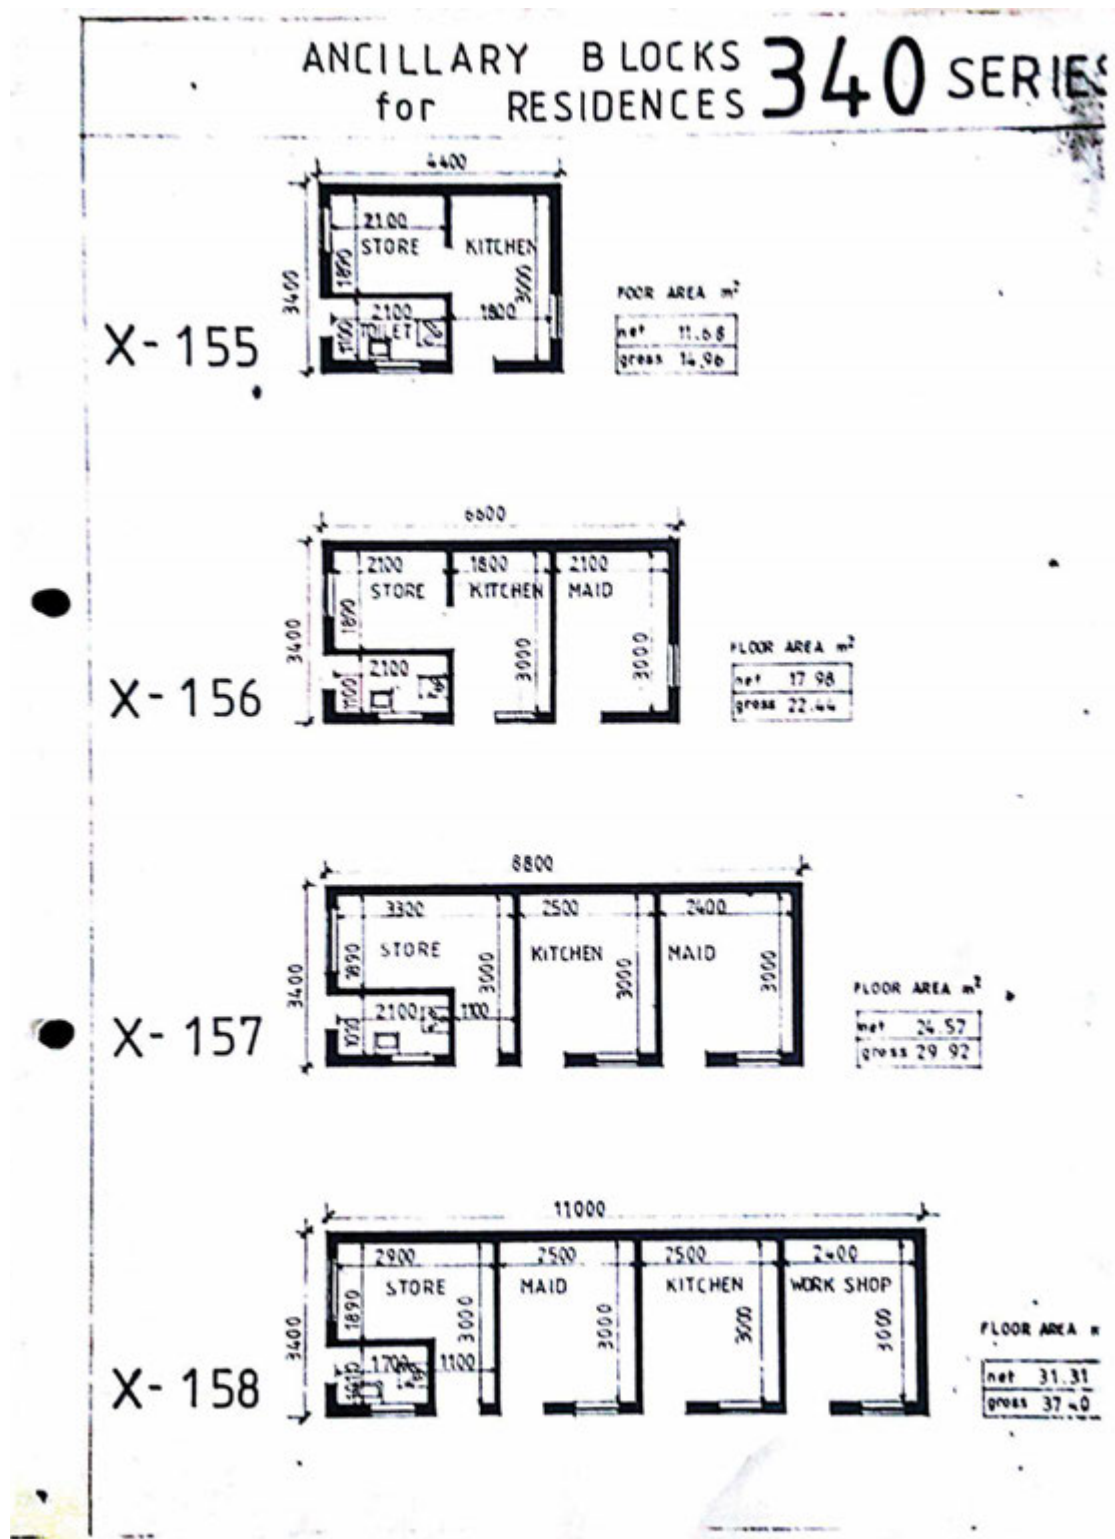 ANCILLARY BLOCKS
for RESIDENCES
340 SERIES
4400
2100
STORE KITCHEN
1890
3400
3000
2100
1800
1100
X-155
FOOR AREA m²
net 11.68
gross 14.96
6600
2100 1800 2100
STORE KITCHEN MAID
1890
3400
3000
3000
2100
1100
X-156
FLOOR AREA m²
net 17.98
gross 22.44
8800
3300 2500 2400
STORE KITCHEN MAID
1890
3400
3000
3000
3000
2100
1100
1010
X-157
FLOOR AREA m²
net 24.57
gross 29.92
11000
2900 2500 2500 2400
STORE MAID KITCHEN WORK SHOP
1890
3400
3000
3000
3000
3000
1700 1100
1010
X-158
FLOOR AREA
net 31.31
gross 37.40